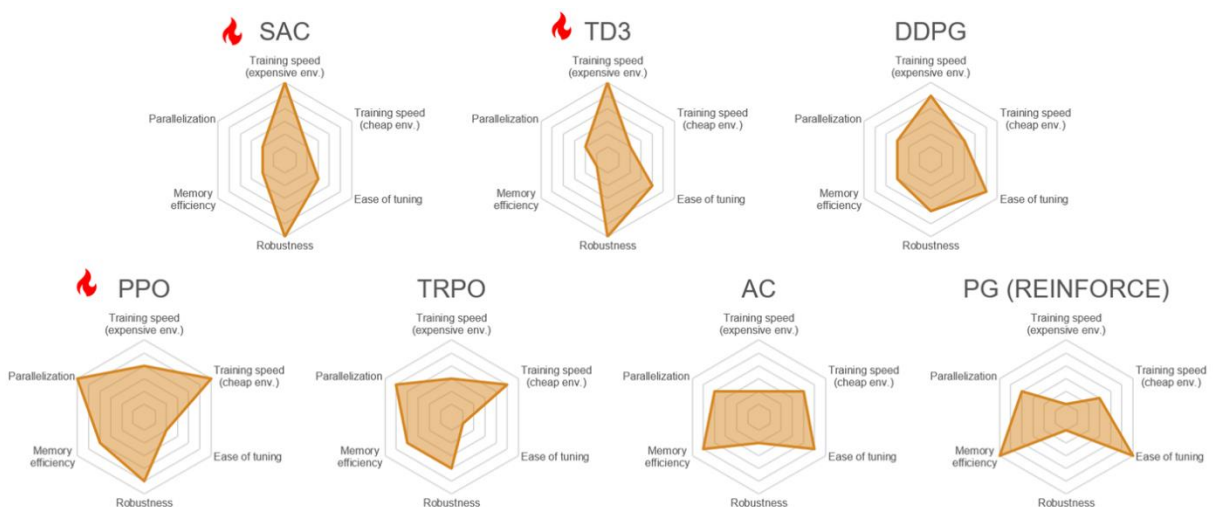 SAC
Training speed
(expensive env.)
Parallelization
Training speed
(cheap env.)
Memory
efficiency
Ease of tuning
Robustness
TD3
Training speed
(expensive env.)
Parallelization
Training speed
(cheap env.)
Memory
efficiency
Ease of tuning
Robustness
DDPG
Training speed
(expensive env.)
Parallelization
Training speed
(cheap env.)
Memory
efficiency
Ease of tuning
Robustness
PPO
Training speed
(expensive env.)
Parallelization
Training speed
(cheap env.)
Memory
efficiency
Ease of tuning
Robustness
TRPO
Training speed
(expensive env.)
Parallelization
Training speed
(cheap env.)
Memory
efficiency
Ease of tuning
Robustness
AC
Training speed
(expensive env.)
Parallelization
Training speed
(cheap env.)
Memory
efficiency
Ease of tuning
Robustness
PG (REINFORCE)
Training speed
(expensive env.)
Parallelization
Training speed
(cheap env.)
Memory
efficiency
Ease of tuning
Robustness